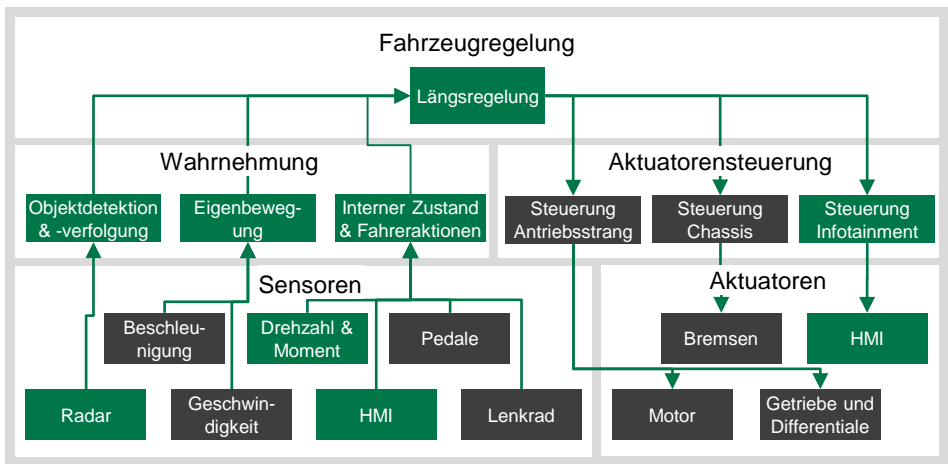 Fahrzeugregelung
Längsregelung
Wahrnehmung
Objektdetektion
& -verfolgung
Eigenbeweg-
ung
Interner Zustand
& Fahreraktionen
Aktuatorensteuerung
Steuerung
Antriebsstrang
Steuerung
Chassis
Steuerung
Infotainment
Sensoren
Beschleu-
nigung
Drehzahl &
Moment
Pedale
Radar
Geschwin-
digkeit
HMI
Lenkrad
Aktuatoren
Bremsen
HMI
Motor
Getriebe und
Differentiale